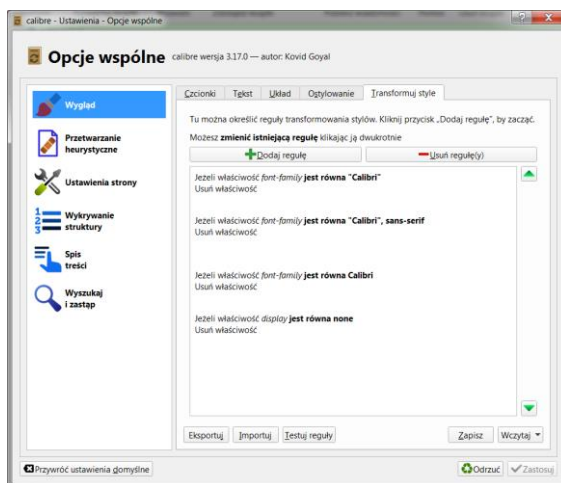 calibre - Ustawienia - Opcje wspólne
Opcje wspólne calibre wersja 3.17.0 — autor: Kovid Goyal
Wygląd
Przetwarzanie
heurystyczne
Ustawienia strony
Wykrywanie
struktury
Spis
treści
Wyszukaj
i zastąp
Czcionki Tekst Układ Ostylowanie Transformuj style
Tu można określić reguły transformowania stylów. Kliknij przycisk „Dodaj regułę”, by zacząć.
Możesz zmienić istniejącą regułę klikając ją dwukrotnie
Dodaj regułę Usuń regułę(y)
Jeżeli właściwość font-family jest równa "Calibri"
Usuń właściwość
Jeżeli właściwość font-family jest równa "Calibri", sans-serif
Usuń właściwość
Jeżeli właściwość font-family jest równa Calibri
Usuń właściwość
Jeżeli właściwość display jest równa none
Usuń właściwość
Eksportuj Importuj Testuj reguły Zapisz Wczytaj
Przywróć ustawienia domyślne Odrzuć Zastosuj